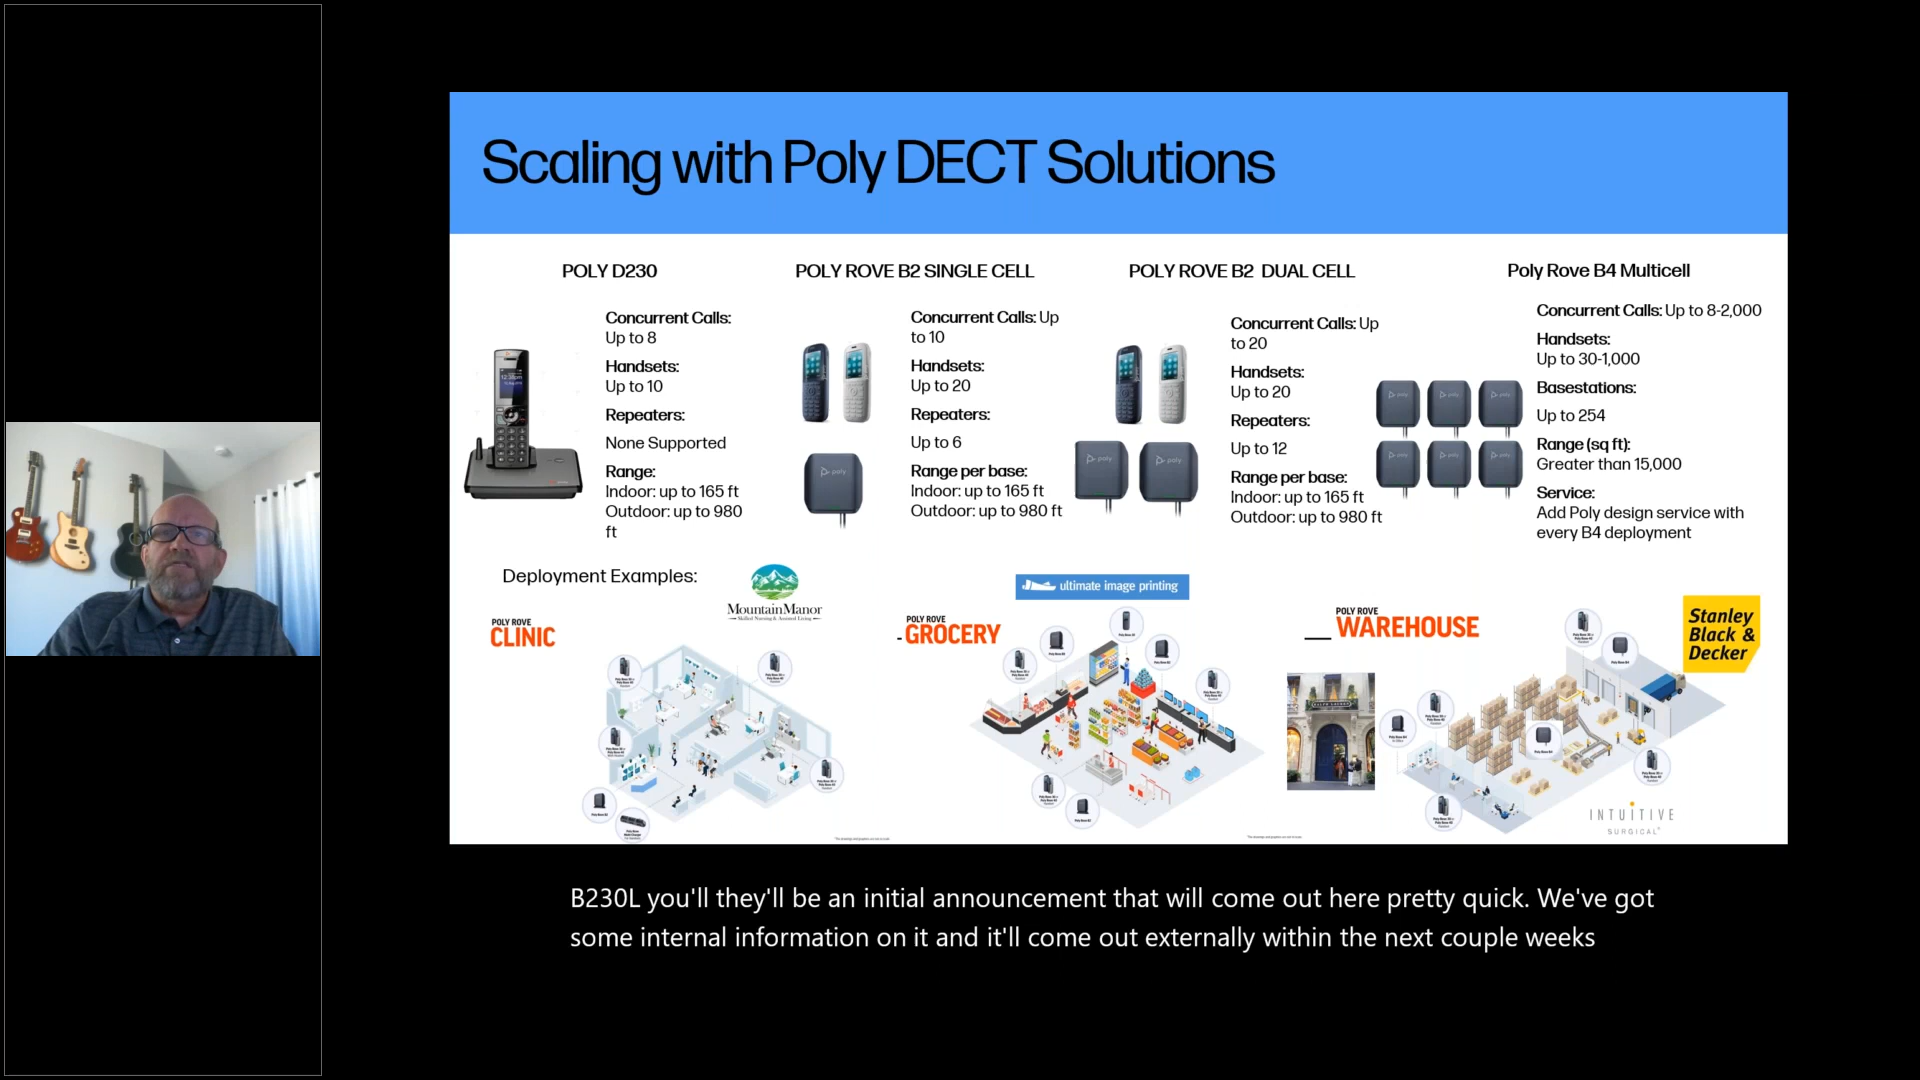 Scaling with Poly DECT Solutions
POLY D230
Concurrent Calls:
Up to 8
Handsets:
Up to 10
Repeaters:
None Supported
Range:
Indoor: up to 165 ft
Outdoor: up to 980
ft
POLY ROVE B2 SINGLE CELL
Concurrent Calls: Up
to 10
Handsets:
Up to 20
Repeaters:
Up to 6
Range per base:
Indoor: up to 165 ft
Outdoor: up to 980 ft
poly
POLY ROVE B2 DUAL CELL
Concurrent Calls: Up
to 20
Handsets:
Up to 20
Repeaters:
Up to 12
Range per base:
Indoor: up to 165 ft
Outdoor: up to 980 ft
poly
poly
Poly Rove B4 Multicell
Concurrent Calls: Up to 8-2,000
Handsets:
Up to 30-1,000
Basestations:
Up to 254
Range (sq ft):
Greater than 15,000
Service:
Add Poly design service with
every B4 deployment
poly
poly
poly
poly
poly
poly
Deployment Examples:
MountainManor
Skilled Nursing & Assisted Living
POLY ROVE
CLINIC
ultimate image printing
POLY ROVE
-GROCERY
POLY ROVE
WAREHOUSE
Stanley
Black &
Decker
INTUITIVE
SURGICAL
B230L you'll they'll be an initial announcement that will come out here pretty quick. We've got
some internal information on it and it'll come out externally within the next couple weeks